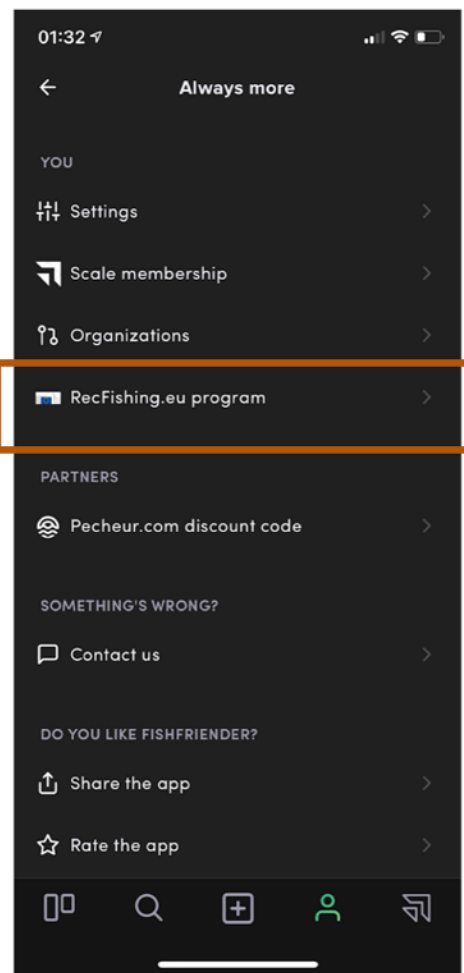 01:32
Always more
YOU
Settings
Scale membership
Organizations
RecFishing.eu program
PARTNERS
Pecheur.com discount code
SOMETHING'S WRONG?
Contact us
DO YOU LIKE FISHFRIENDER?
Share the app
Rate the app